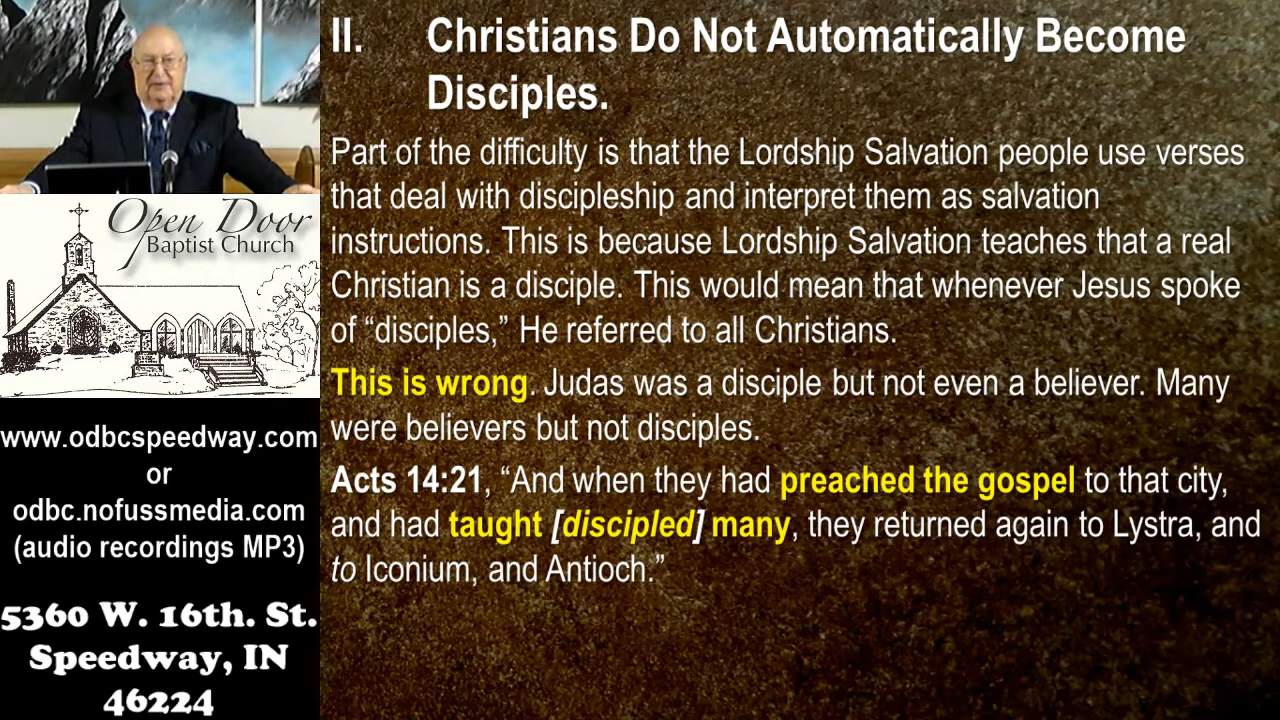 Open Door
Baptist Church
www.odbcspeedway.com
or
odbc.nofussmedia.com
(audio recordings MP3)
5360 W. 16th. St.
Speedway, IN
46224
II. Christians Do Not Automatically Become
Disciples.
Part of the difficulty is that the Lordship Salvation people use verses
that deal with discipleship and interpret them as salvation
instructions. This is because Lordship Salvation teaches that a real
Christian is a disciple. This would mean that whenever Jesus spoke
of “disciples,” He referred to all Christians.
This is wrong. Judas was a disciple but not even a believer. Many
were believers but not disciples.
Acts 14:21, “And when they had preached the gospel to that city,
and had taught [discipled] many, they returned again to Lystra, and
to Iconium, and Antioch.”